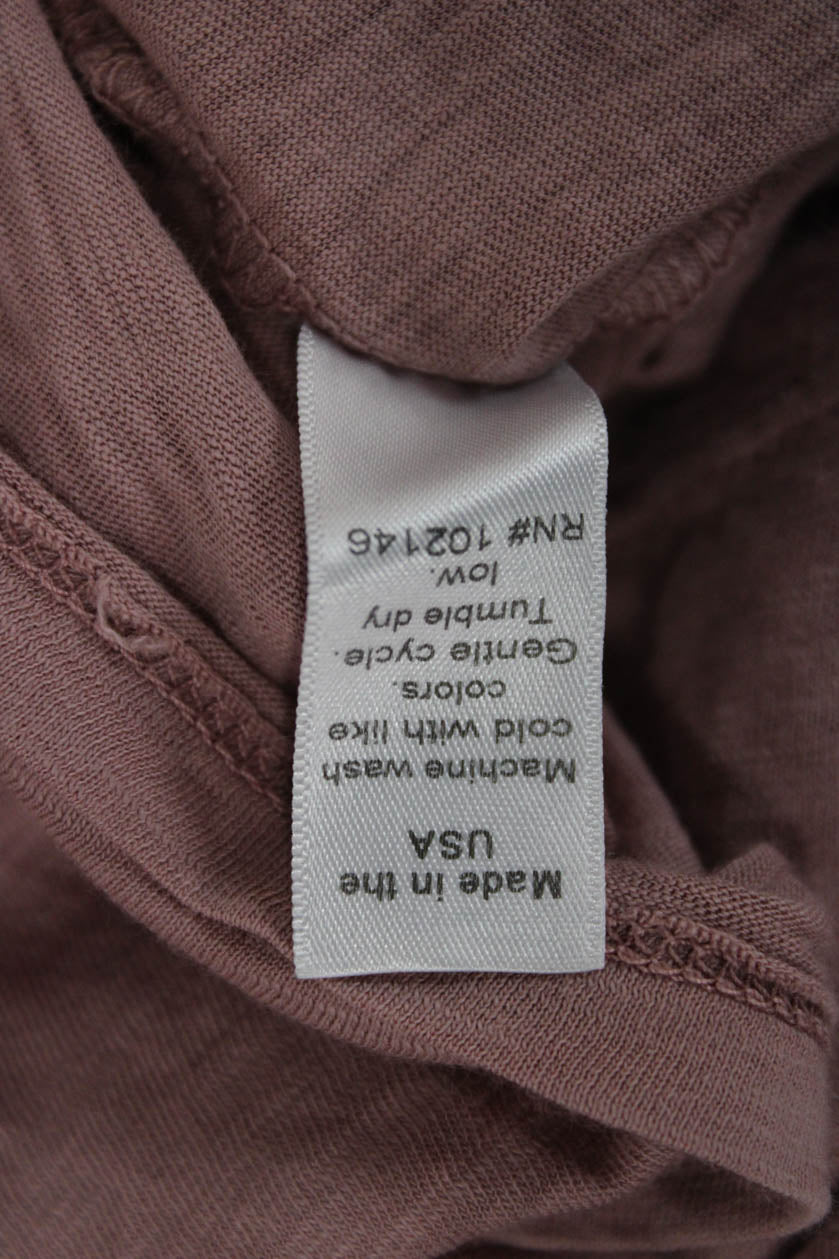 Made in the
USA
Machine wash
cold with like
colors.
Gentle cycle.
Tumble dry
low.
RN# 102146